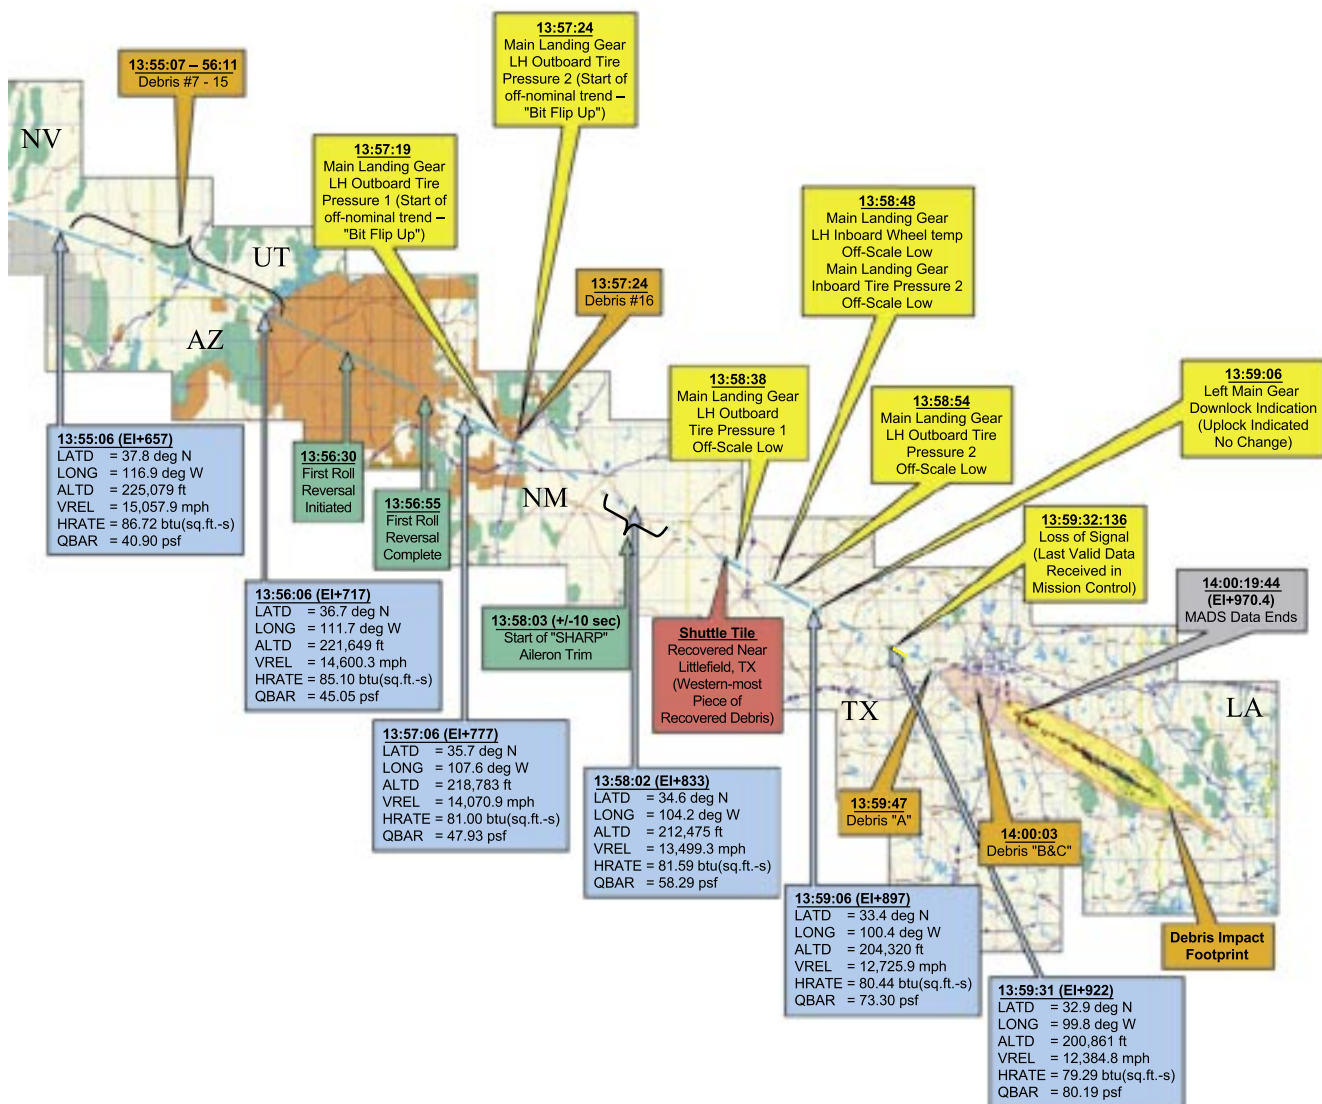 13:57:24
Main Landing Gear
LH Outboard Tire
Pressure 2 (Start of
off-nominal trend –
"Bit Flip Up")
13:55:07 – 56:11
Debris #7 - 15
NV
13:57:19
Main Landing Gear
LH Outboard Tire
Pressure 1 (Start of
off-nominal trend –
"Bit Flip Up")
13:58:48
Main Landing Gear
LH Inboard Wheel temp
Off-Scale Low
Main Landing Gear
Inboard Tire Pressure 2
Off-Scale Low
UT
13:57:24
Debris #16
AZ
13:58:38
Main Landing Gear
LH Outboard
Tire Pressure 1
Off-Scale Low
13:58:54
Main Landing Gear
LH Outboard Tire
Pressure 2
Off-Scale Low
13:59:06
Left Main Gear
Downlock Indication
(Uplock Indicated
No Change)
13:55:06 (EI+657)
LATD = 37.8 deg N
LONG = 116.9 deg W
ALTD = 225,079 ft
VREL = 15,057.9 mph
HRATE = 86.72 btu(sq.ft.-s)
QBAR = 40.90 psf
13:56:30
First Roll
Reversal
Initiated
13:56:55
First Roll
Reversal
Complete
NM
13:59:32:136
Loss of Signal
(Last Valid Data
Received in
Mission Control)
13:56:06 (EI+717)
LATD = 36.7 deg N
LONG = 111.7 deg W
ALTD = 221,649 ft
VREL = 14,600.3 mph
HRATE = 85.10 btu(sq.ft.-s)
QBAR = 45.05 psf
13:58:03 (+/-10 sec)
Start of "SHARP"
Aileron Trim
Shuttle Tile
Recovered Near
Littlefield, TX
(Western-most
Piece of
Recovered Debris)
14:00:19:44
(EI+970.4)
MADS Data Ends
TX
LA
13:57:06 (EI+777)
LATD = 35.7 deg N
LONG = 107.6 deg W
ALTD = 218,783 ft
VREL = 14,070.9 mph
HRATE = 81.00 btu(sq.ft.-s)
QBAR = 47.93 psf
13:58:02 (EI+833)
LATD = 34.6 deg N
LONG = 104.2 deg W
ALTD = 212,475 ft
VREL = 13,499.3 mph
HRATE = 81.59 btu(sq.ft.-s)
QBAR = 58.29 psf
13:59:47
Debris "A"
14:00:03
Debris "B&C"
13:59:06 (EI+897)
LATD = 33.4 deg N
LONG = 100.4 deg W
ALTD = 204,320 ft
VREL = 12,725.9 mph
HRATE = 80.44 btu(sq.ft.-s)
QBAR = 73.30 psf
Debris Impact
Footprint
13:59:31 (EI+922)
LATD = 32.9 deg N
LONG = 99.8 deg W
ALTD = 200,861 ft
VREL = 12,384.8 mph
HRATE = 79.29 btu(sq.ft.-s)
QBAR = 80.19 psf